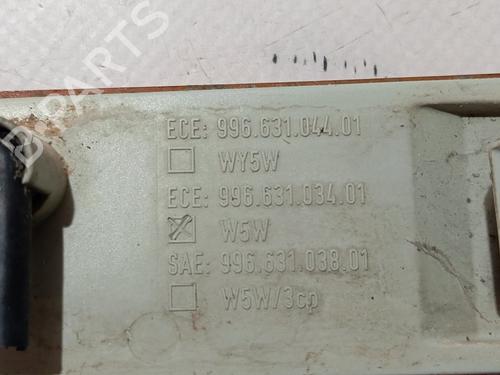 B-PARTS
ECE: 996.631.044.01
☐ WY5W
ECE: 996.631.034.01
☒ W5W
SAE: 996.631.038.01
☐ W5W/3cp